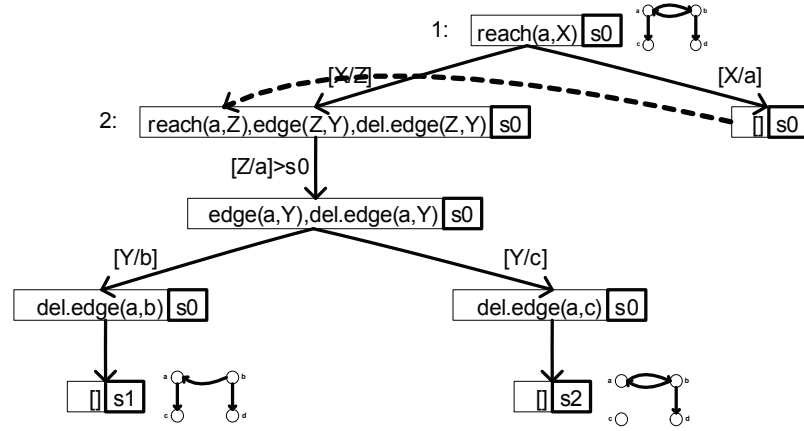 1: reach(a,X) s0
a b
c d
[X/Z] [X/a]
2: reach(a,Z),edge(Z,Y),del.edge(Z,Y) s0
[] s0
[Z/a]>s0
edge(a,Y),del.edge(a,Y) s0
[Y/b] [Y/c]
del.edge(a,b) s0
del.edge(a,c) s0
[] s1
a b
c d
[] s2
a b
c d